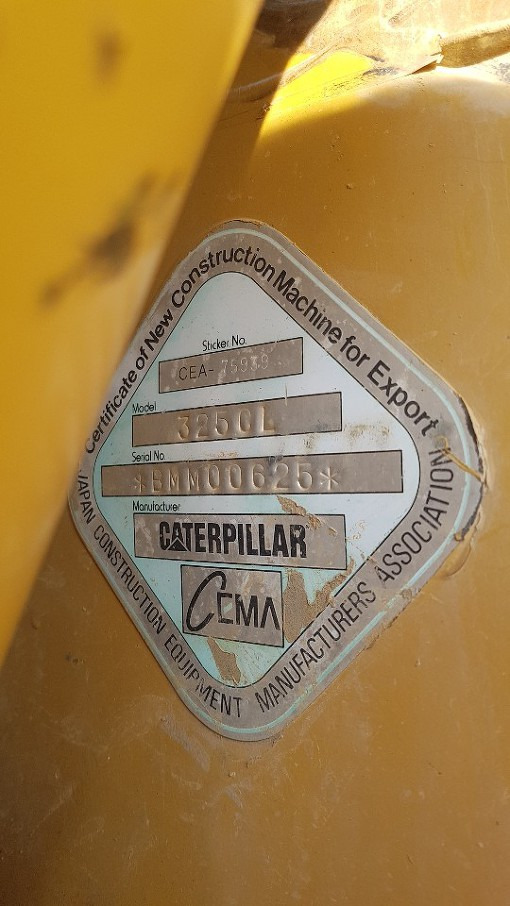 Certificate of New Construction Machine for Export
Sticker No.
CEA- 75939
Model
325CL
Serial No.
*BMM00625*
Manufacturer
CATERPILLAR
CEMA
JAPAN CONSTRUCTION EQUIPMENT MANUFACTURERS ASSOCIATION